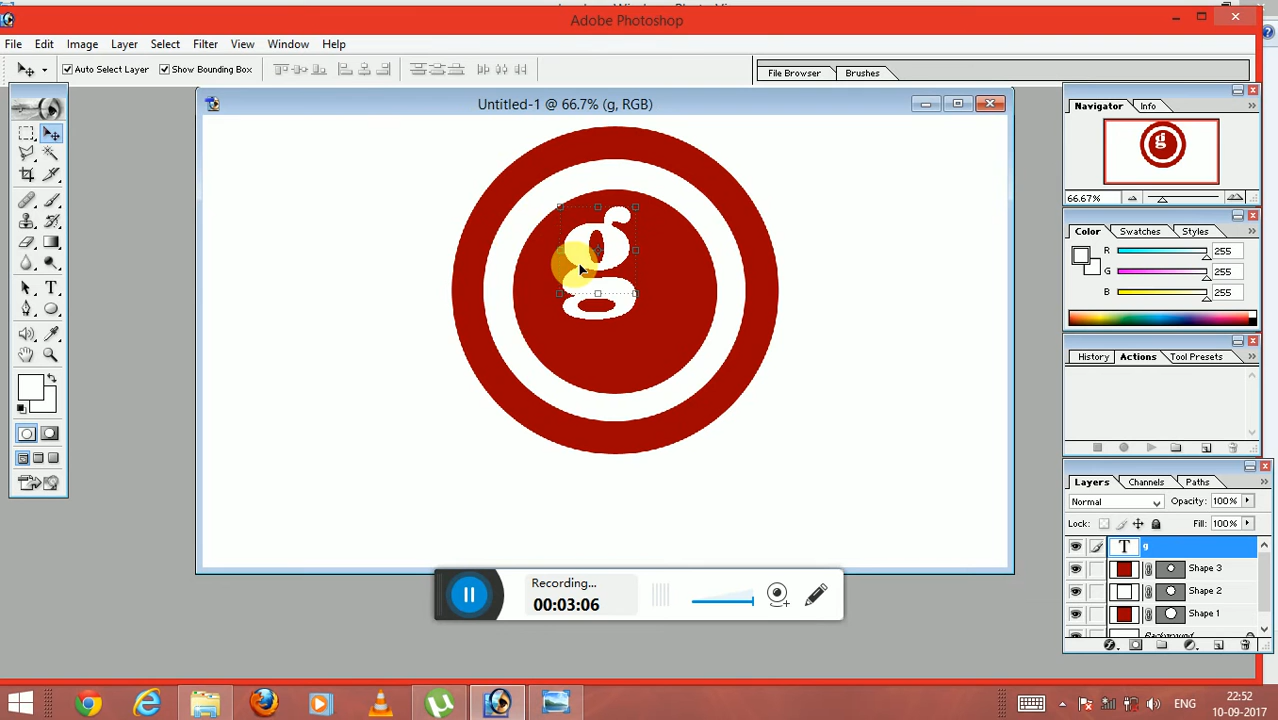 Adobe Photoshop
File Edit Image Layer Select Filter View Window Help
Auto Select Layer Show Bounding Box
File Browser Brushes
Untitled-1 @ 66.7% (g, RGB)
g
Navigator Info
g
66.67%
Color Swatches Styles
R 255
G 255
B 255
History Actions Tool Presets
Layers Channels Paths
Normal Opacity: 100%
Lock: Fill: 100%
T g
Shape 3
Shape 2
Shape 1
Background
Recording...
00:03:06
ENG
22:52
10-09-2017